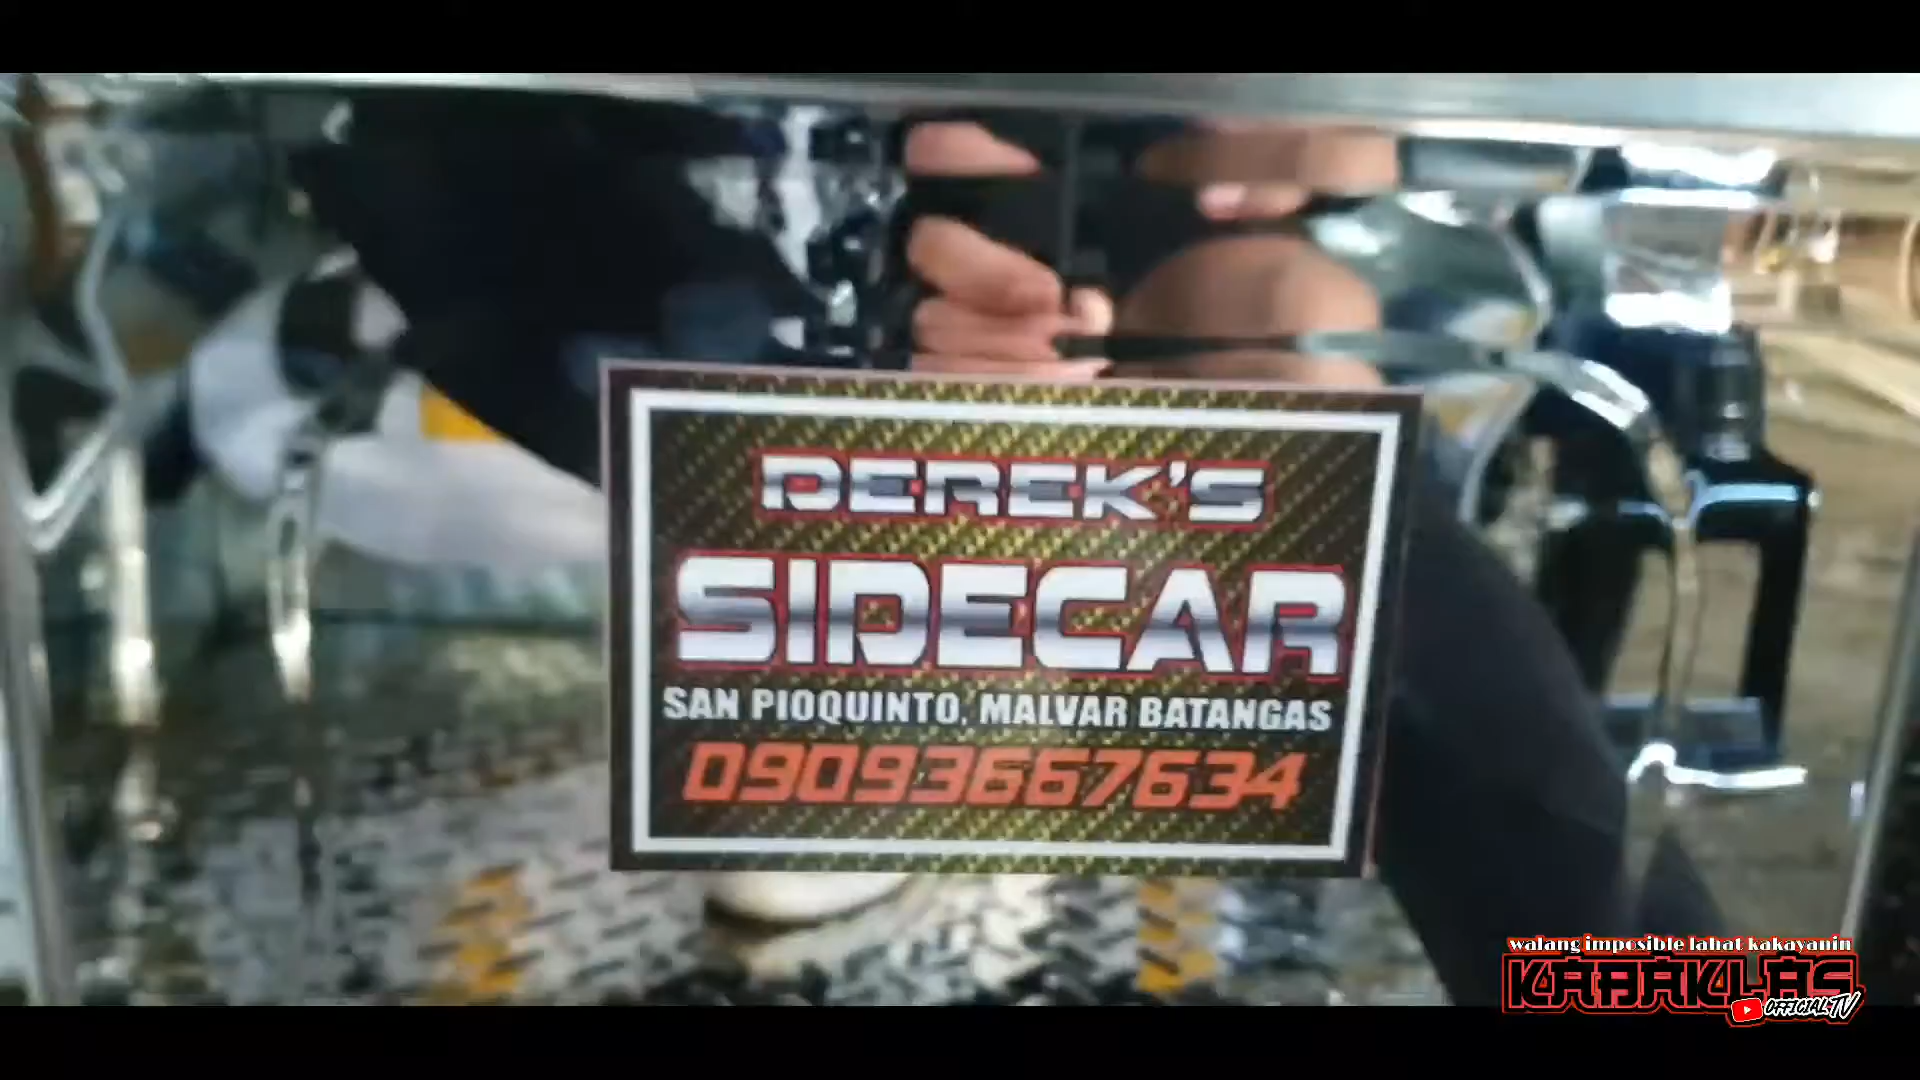 DEREK'S
SIDECAR
SAN PIOQUINTO, MALVAR BATANGAS
09093667634
walang imposible lahat kakayanin
KABAKLAS
OFFICIAL TV